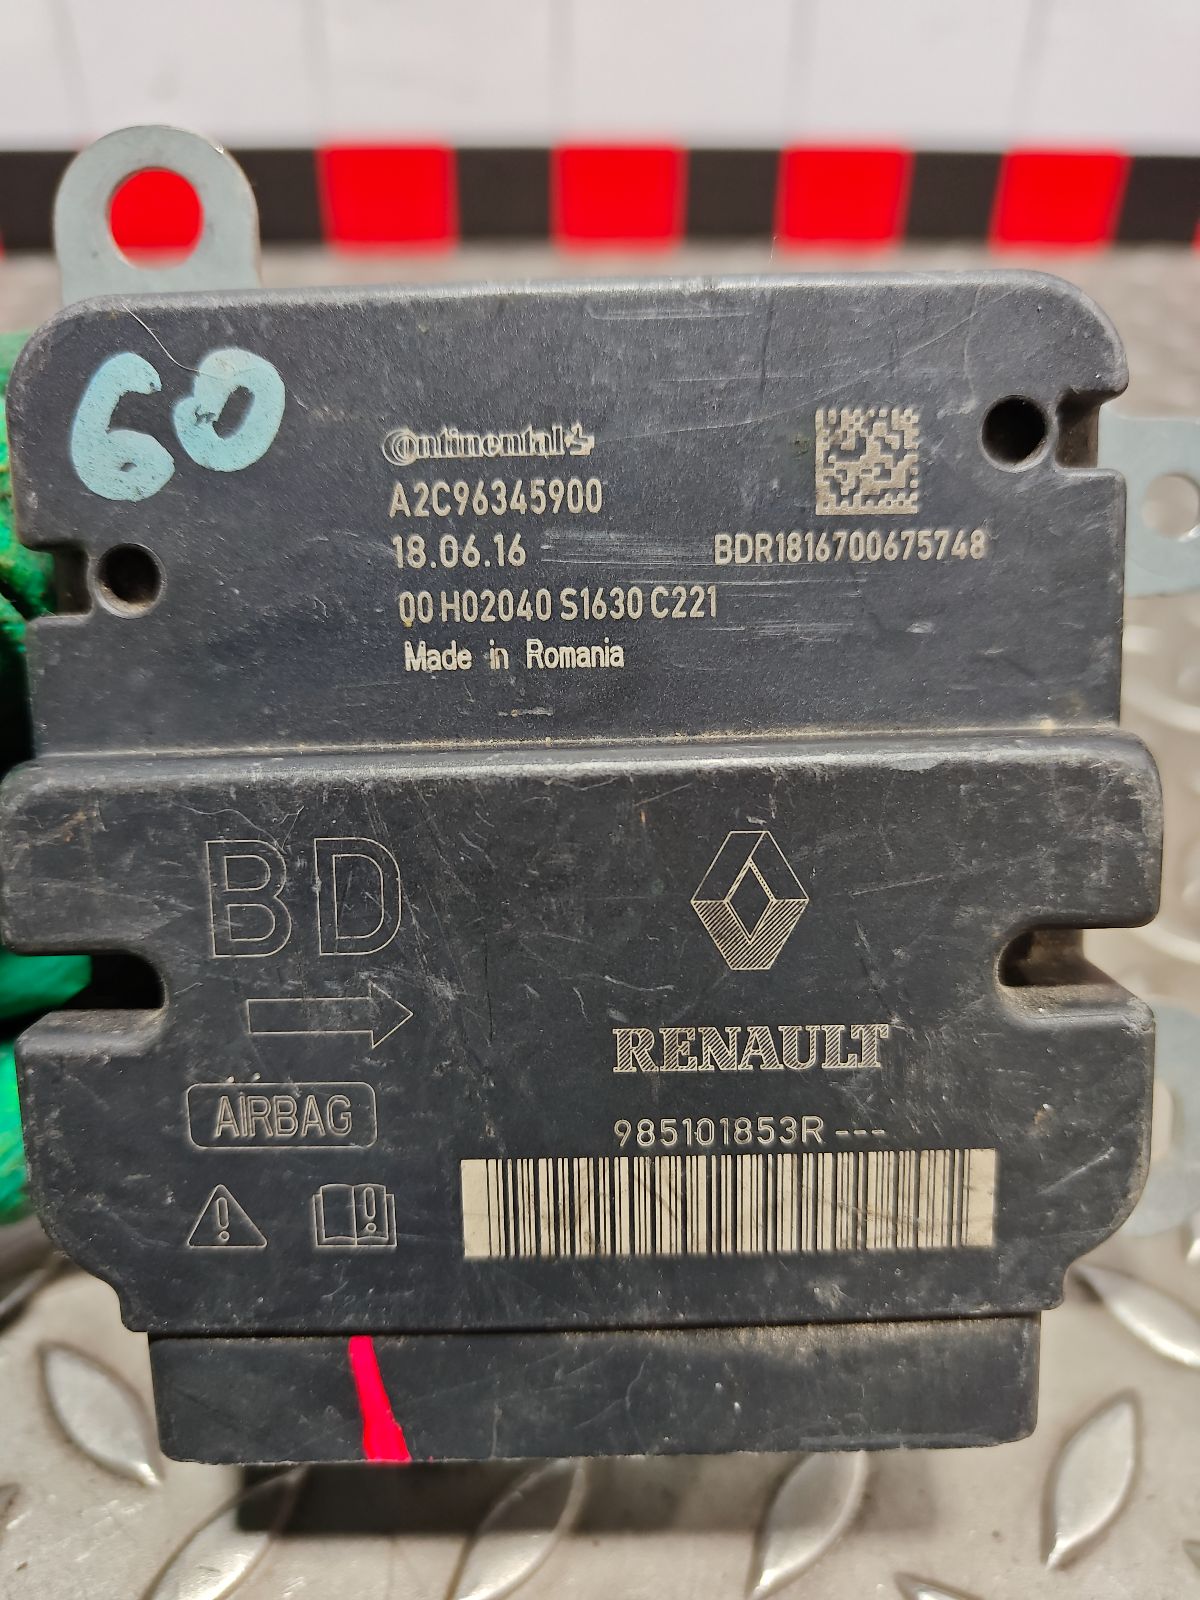 60
Continental
A2C96345900
18.06.16
BDR1816700675748
00 H02040 S1630 C221
Made in Romania
BD
RENAULT
AIRBAG
985101853R ---